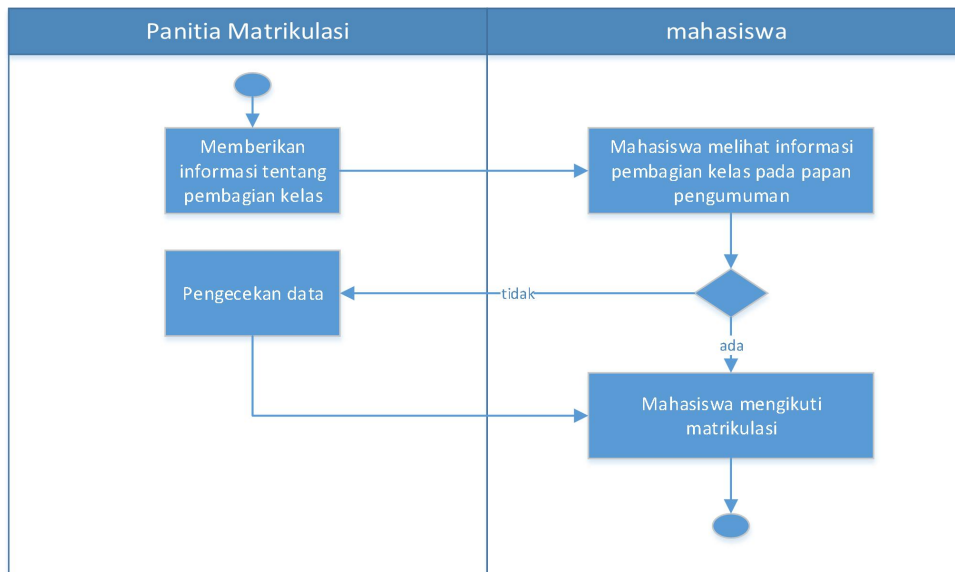 Panitia Matrikulasi
mahasiswa
Memberikan
informasi tentang
pembagian kelas
Mahasiswa melihat informasi
pembagian kelas pada papan
pengumuman
Pengecekan data
tidak
ada
Mahasiswa mengikuti
matrikulasi